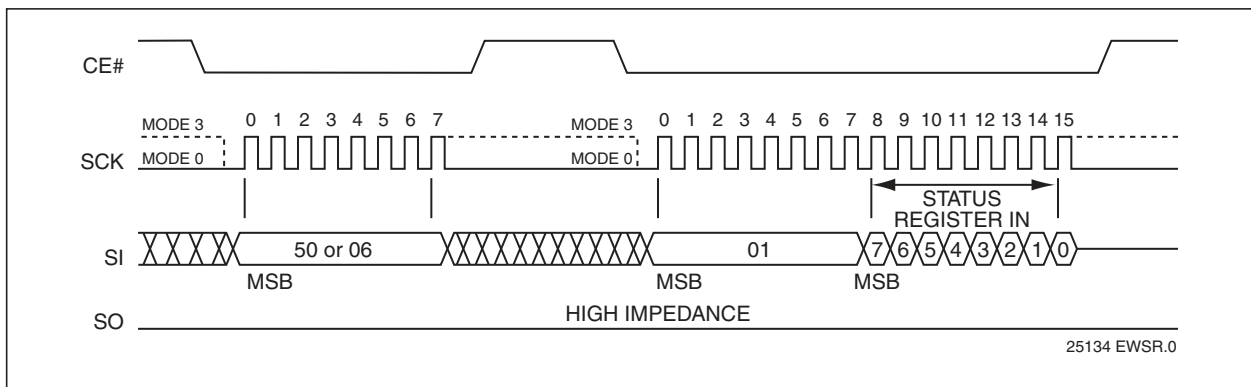 CE#
0 1 2 3 4 5 6 7 0 1 2 3 4 5 6 7 8 9 10 11 12 13 14 15
MODE 3 MODE 3
SCK MODE 0 MODE 0
STATUS
REGISTER IN
SI 50 or 06 01 7 6 5 4 3 2 1 0
MSB MSB MSB
SO HIGH IMPEDANCE
25134 EWSR.0